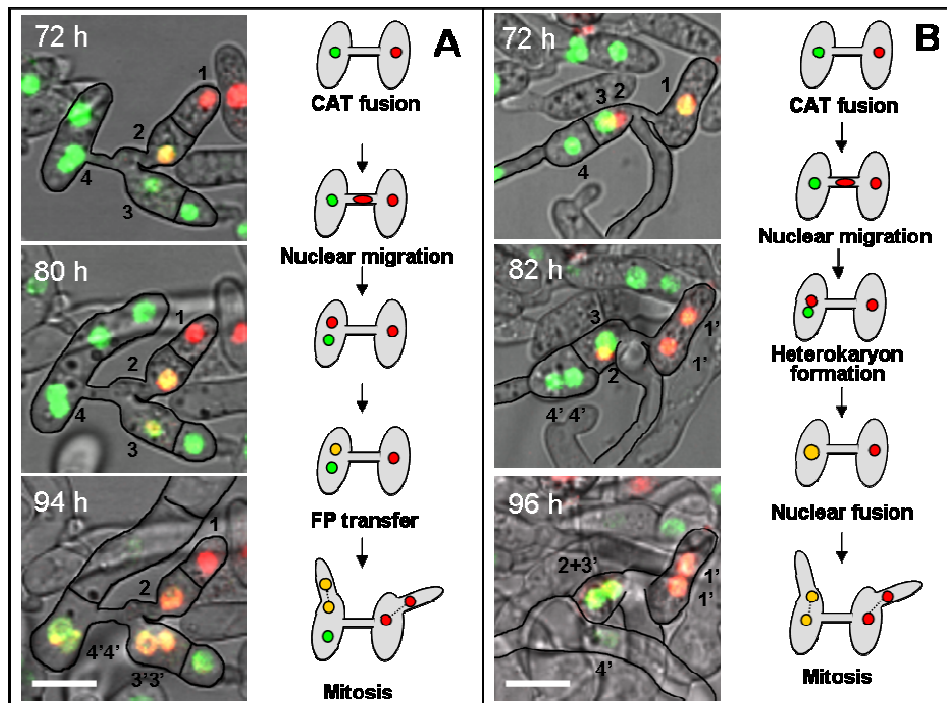 A
72 h
1
2
3
4
80 h
1
2
3
4
94 h
1
2
4'4'
3'3'
CAT fusion
Nuclear migration
FP transfer
Mitosis
B
72 h
1
3 2
4
82 h
3
1'
2
1'
4' 4'
96 h
2+3'
1'
1'
4'
CAT fusion
Nuclear migration
Heterokaryon
formation
Nuclear fusion
Mitosis